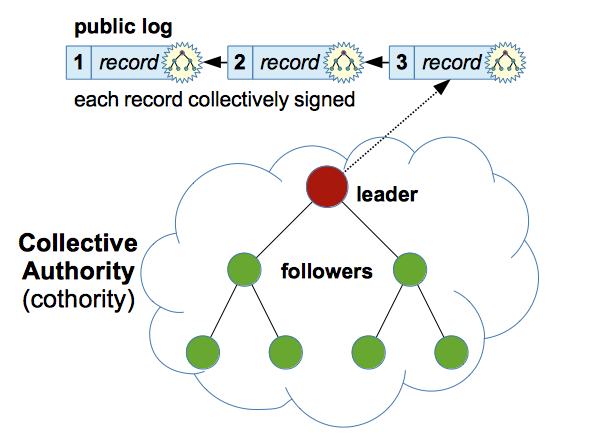 public log
1 record 2 record 3 record
each record collectively signed
leader
Collective
Authority
(cothority)
followers